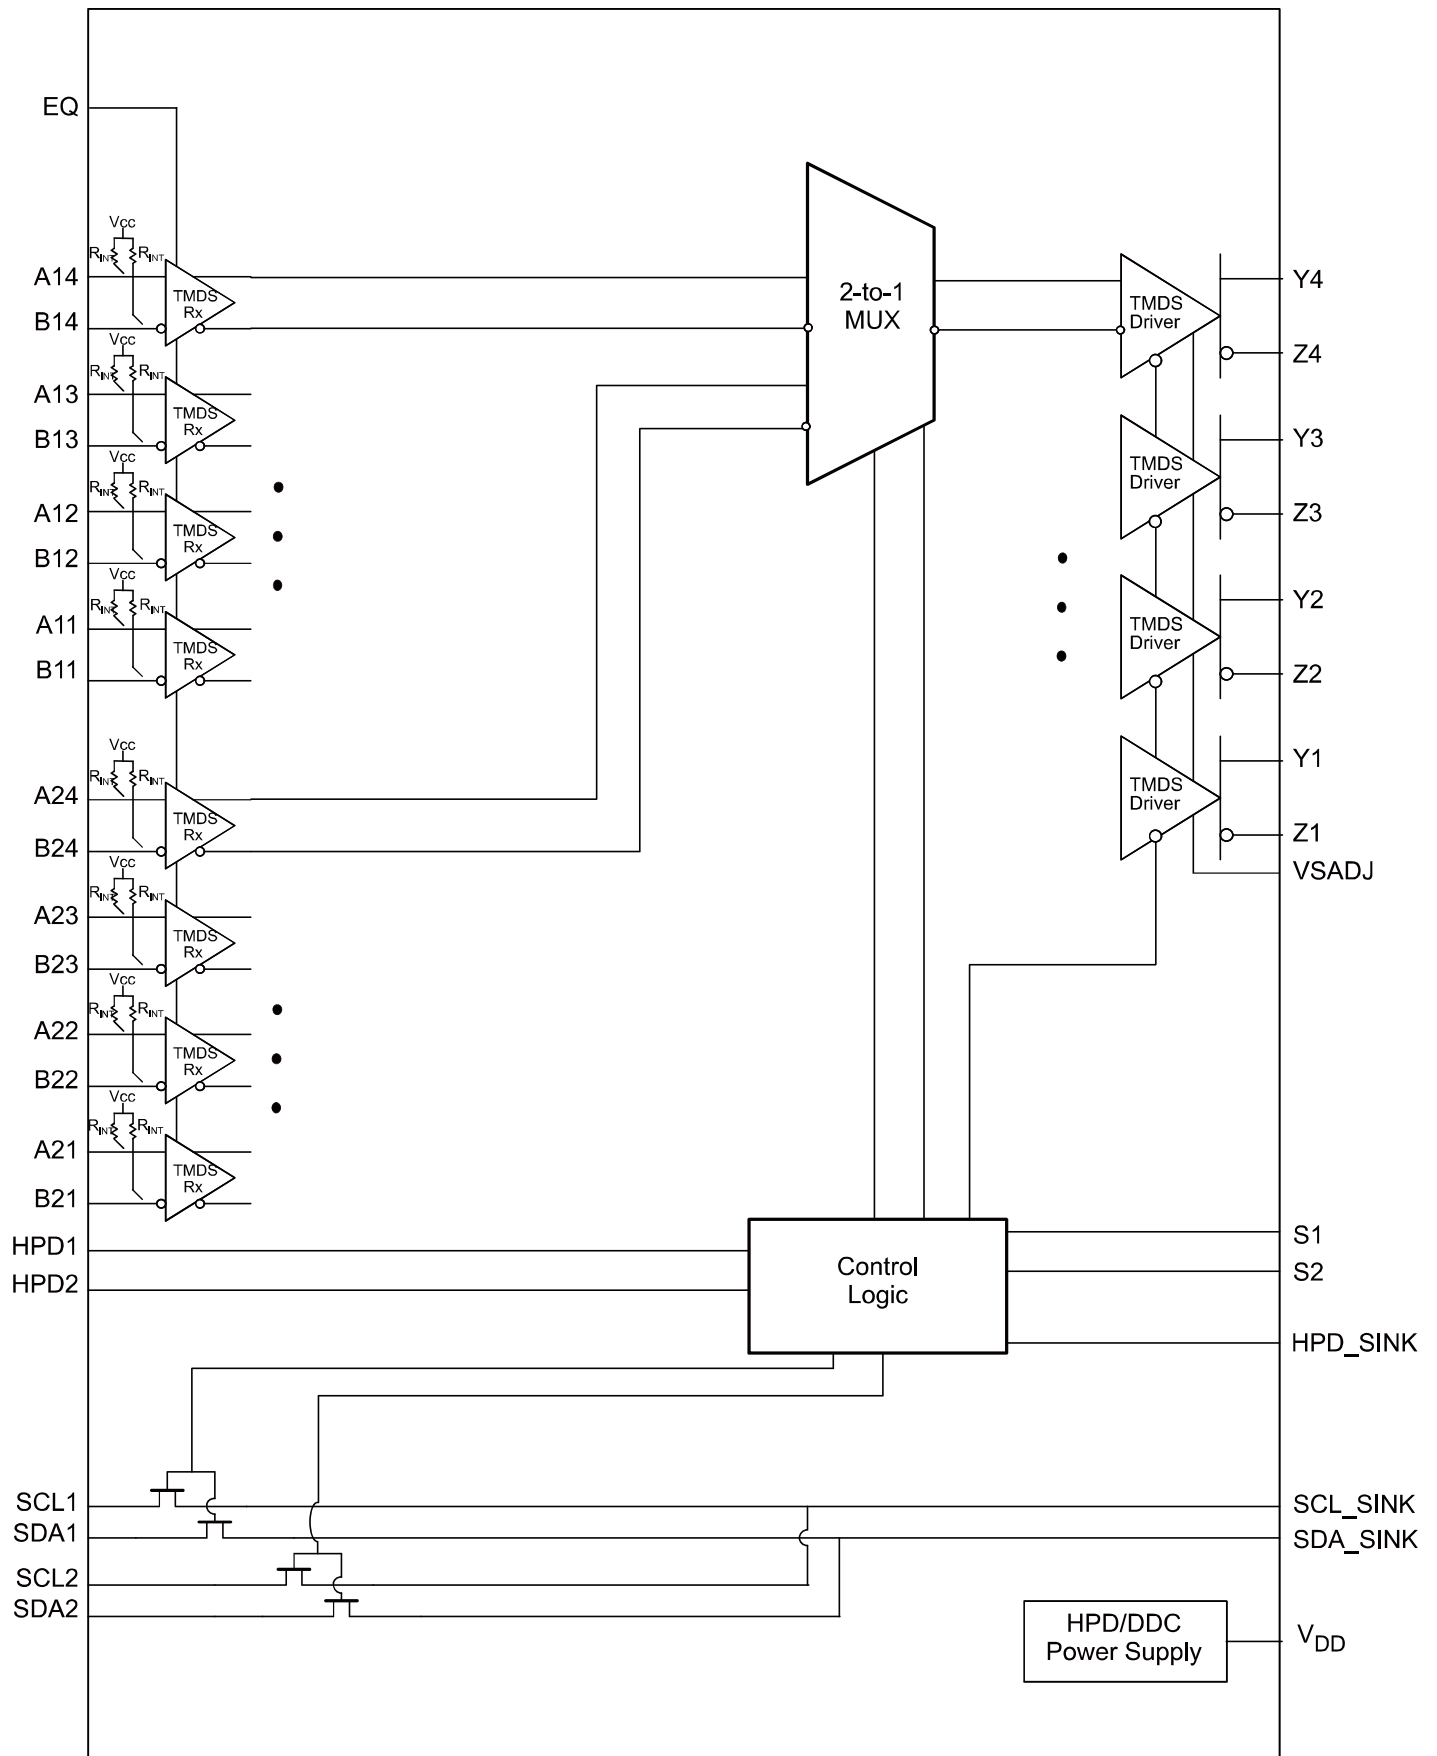 EQ
Vcc
RINT RINT
A14
TMDS
Rx
B14
Vcc
RINT RINT
A13
TMDS
Rx
B13
Vcc
RINT RINT
A12
TMDS
Rx
B12
Vcc
RINT RINT
A11
TMDS
Rx
B11
Vcc
RINT RINT
A24
TMDS
Rx
B24
Vcc
RINT RINT
A23
TMDS
Rx
B23
Vcc
RINT RINT
A22
TMDS
Rx
B22
Vcc
RINT RINT
A21
TMDS
Rx
B21
HPD1
HPD2
SCL1
SDA1
SCL2
SDA2
2-to-1
MUX
Control
Logic
TMDS
Driver
Y4
Z4
TMDS
Driver
Y3
Z3
TMDS
Driver
Y2
Z2
TMDS
Driver
Y1
Z1
VSADJ
S1
S2
HPD_SINK
SCL_SINK
SDA_SINK
HPD/DDC
Power Supply
VDD